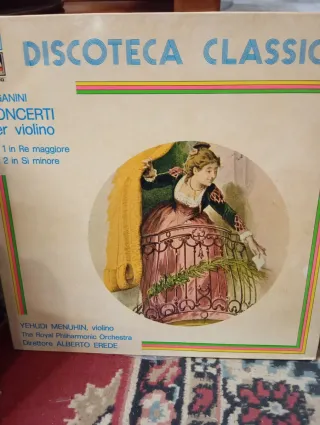 DISCOTECA CLASSIC
GANINI
ONCERTI
er violino
1 in Re maggiore
2 in Si minore
YEHUDI MENUHIN, violino
The Royal Philharmonic Orchestra
Direttore ALBERTO EREDE